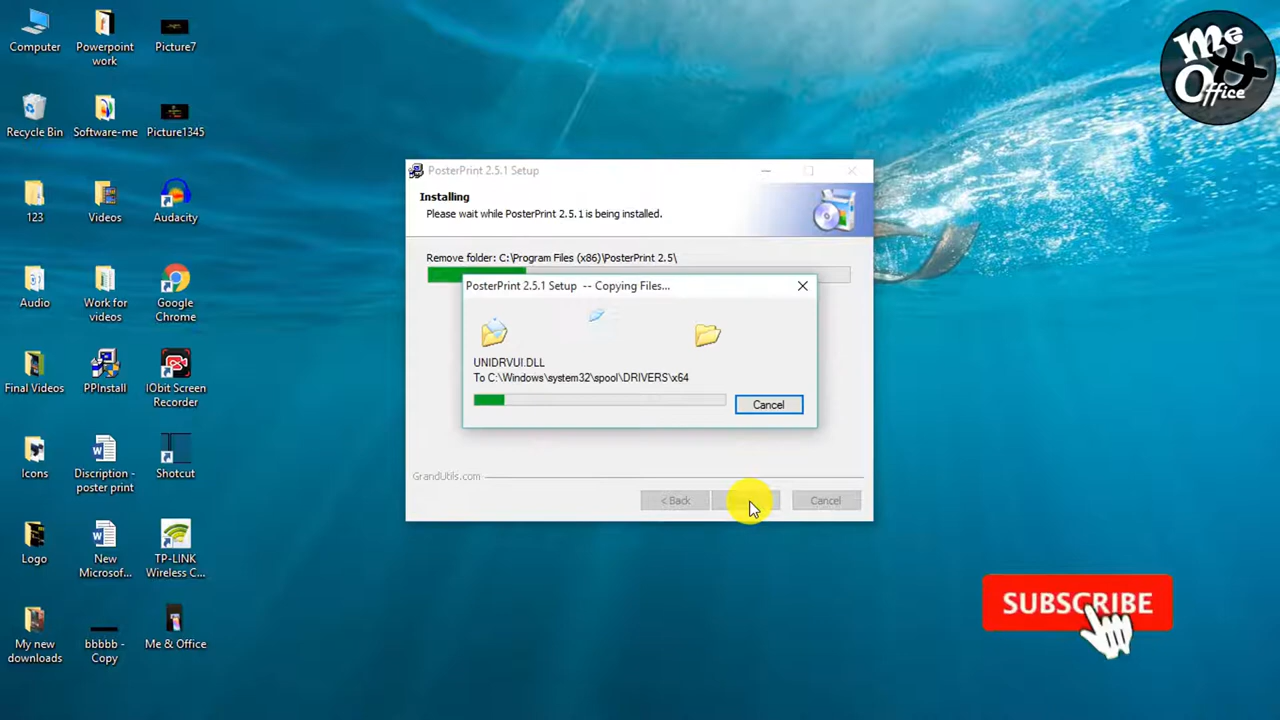 Computer
Powerpoint
work
Picture7
Me & Office
Recycle Bin
Software-me
Picture1345
PosterPrint 2.5.1 Setup
Installing
Please wait while PosterPrint 2.5.1 is being installed.
123
Videos
Audacity
Remove folder: C:\Program Files (x86)\PosterPrint 2.5\
PosterPrint 2.5.1 Setup -- Copying Files...
Audio
Work for
videos
Google
Chrome
UNIDRVUI.DLL
To C:\Windows\system32\spool\DRIVERS\x64
Cancel
Final Videos
PPInstall
IObit Screen
Recorder
Icons
Discription -
poster print
Shotcut
GrandUtils.com
< Back
Cancel
Logo
New
Microsof...
TP-LINK
Wireless C...
SUBSCRIBE
My new
downloads
bbbbb -
Copy
Me & Office